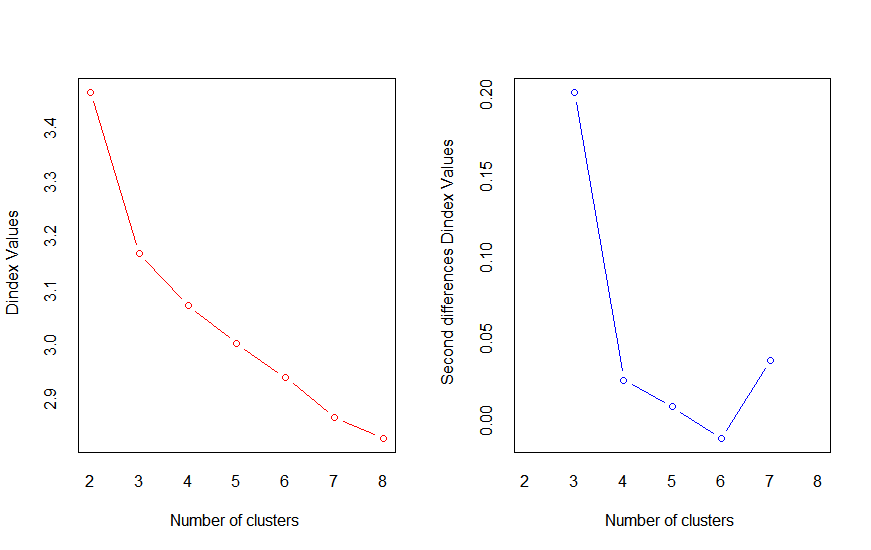 Dindex Values
3.4
3.3
3.2
3.1
3.0
2.9
2 3 4 5 6 7 8
Number of clusters
Second differences Dindex Values
0.20
0.15
0.10
0.05
0.00
2 3 4 5 6 7 8
Number of clusters